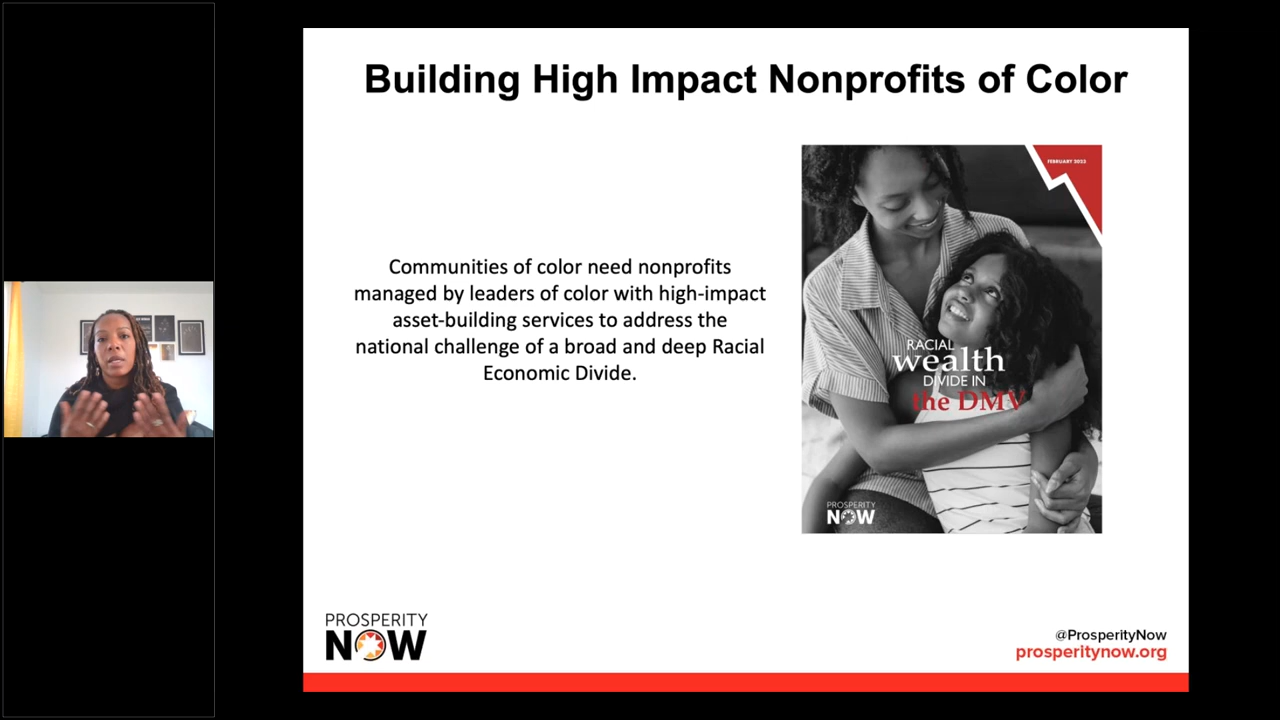 Building High Impact Nonprofits of Color
Communities of color need nonprofits
managed by leaders of color with high-impact
asset-building services to address the
national challenge of a broad and deep Racial
Economic Divide.
FEBRUARY 2023
RACIAL
wealth
DIVIDE IN
the DMV
PROSPERITY
NOW
PROSPERITY
NOW
@ProsperityNow
prosperitynow.org